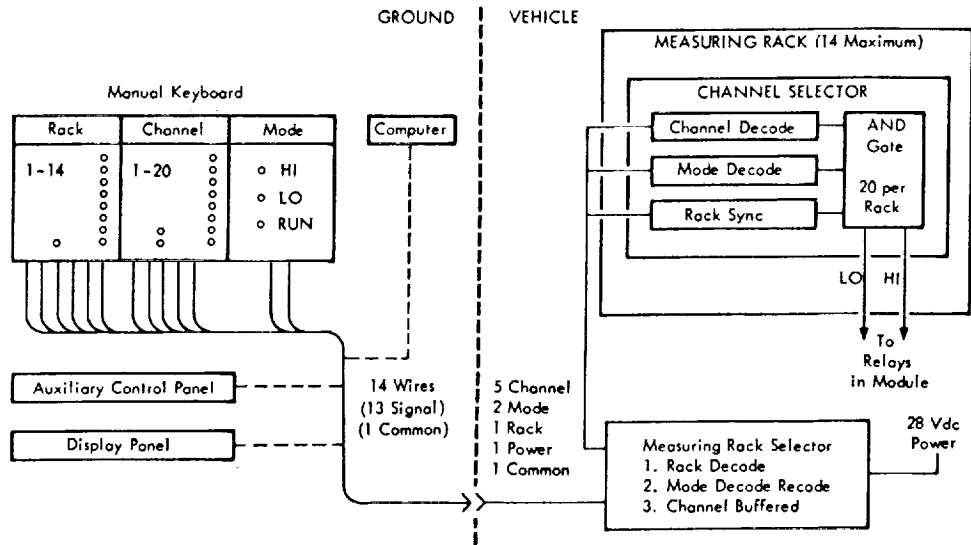 GROUND
VEHICLE
MEASURING RACK (14 Maximum)
CHANNEL SELECTOR
Channel Decode
Mode Decode
Rack Sync
AND
Gate
20 per
Rack
LO HI
To
Relays
in Module
Manual Keyboard
Rack
Channel
Mode
1-14
1-20
HI
LO
RUN
Computer
Auxiliary Control Panel
Display Panel
14 Wires
(13 Signal)
(1 Common)
5 Channel
2 Mode
1 Rack
1 Power
1 Common
Measuring Rack Selector
1. Rack Decode
2. Mode Decode Recode
3. Channel Buffered
28 Vdc
Power